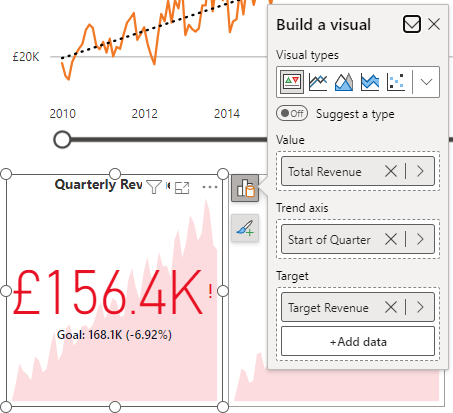 Build a visual
Visual types
Off
Suggest a type
Value
Total Revenue
Trend axis
Start of Quarter
Target
Target Revenue
+Add data
£20K
2010
2012
2014
Quarterly Rev
£156.4K!
Goal: 168.1K (-6.92%)